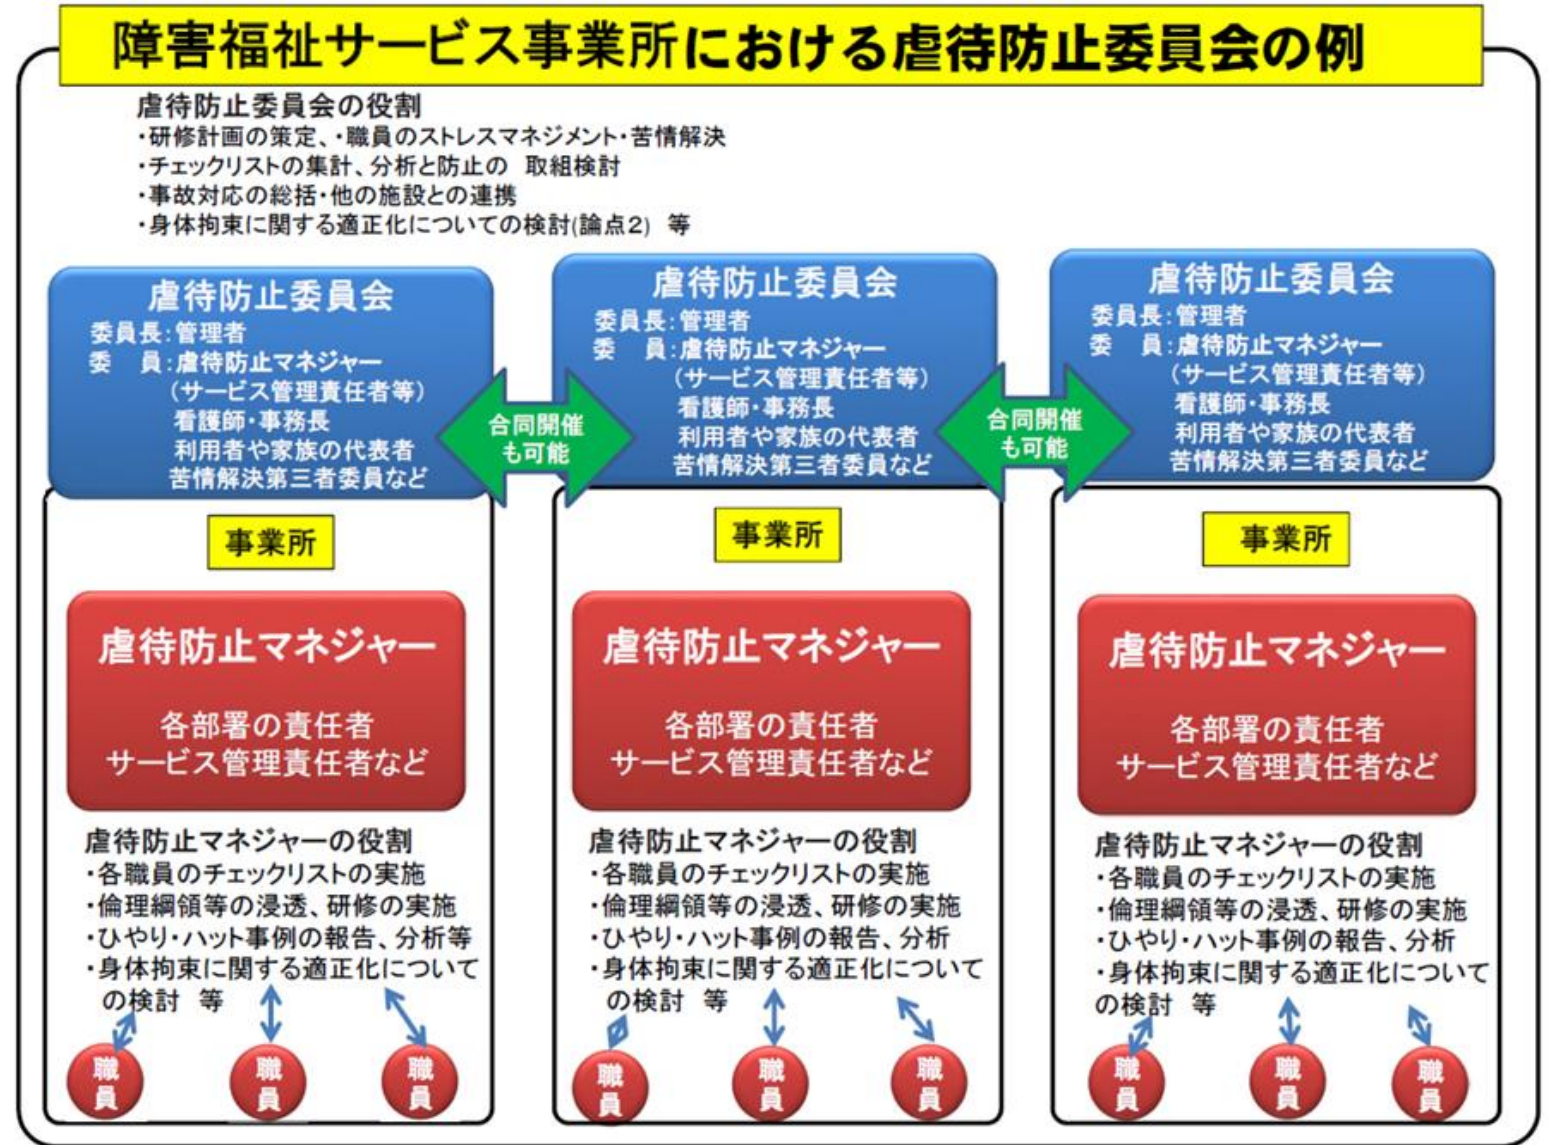 障害福祉サービス事業所における虐待防止委員会の例
虐待防止委員会の役割
・研修計画の策定、・職員のストレスマネジメント・苦情解決
・チェックリストの集計、分析と防止の 取組検討
・事故対応の総括・他の施設との連携
・身体拘束に関する適正化についての検討(論点2) 等
虐待防止委員会
委員長:管理者
委 員:虐待防止マネジャー
(サービス管理責任者等)
看護師・事務長
利用者や家族の代表者
苦情解決第三者委員など
合同開催
も可能
虐待防止委員会
委員長:管理者
委 員:虐待防止マネジャー
(サービス管理責任者等)
看護師・事務長
利用者や家族の代表者
苦情解決第三者委員など
合同開催
も可能
虐待防止委員会
委員長:管理者
委 員:虐待防止マネジャー
(サービス管理責任者等)
看護師・事務長
利用者や家族の代表者
苦情解決第三者委員など
事業所
虐待防止マネジャー
各部署の責任者
サービス管理責任者など
虐待防止マネジャーの役割
・各職員のチェックリストの実施
・倫理綱領等の浸透、研修の実施
・ひやり・ハット事例の報告、分析等
・身体拘束に関する適正化について
の検討 等
職員
職員
職員
事業所
虐待防止マネジャー
各部署の責任者
サービス管理責任者など
虐待防止マネジャーの役割
・各職員のチェックリストの実施
・倫理綱領等の浸透、研修の実施
・ひやり・ハット事例の報告、分析
・身体拘束に関する適正化について
の検討 等
職員
職員
職員
事業所
虐待防止マネジャー
各部署の責任者
サービス管理責任者など
虐待防止マネジャーの役割
・各職員のチェックリストの実施
・倫理綱領等の浸透、研修の実施
・ひやり・ハット事例の報告、分析
・身体拘束に関する適正化について
の検討 等
職員
職員
職員